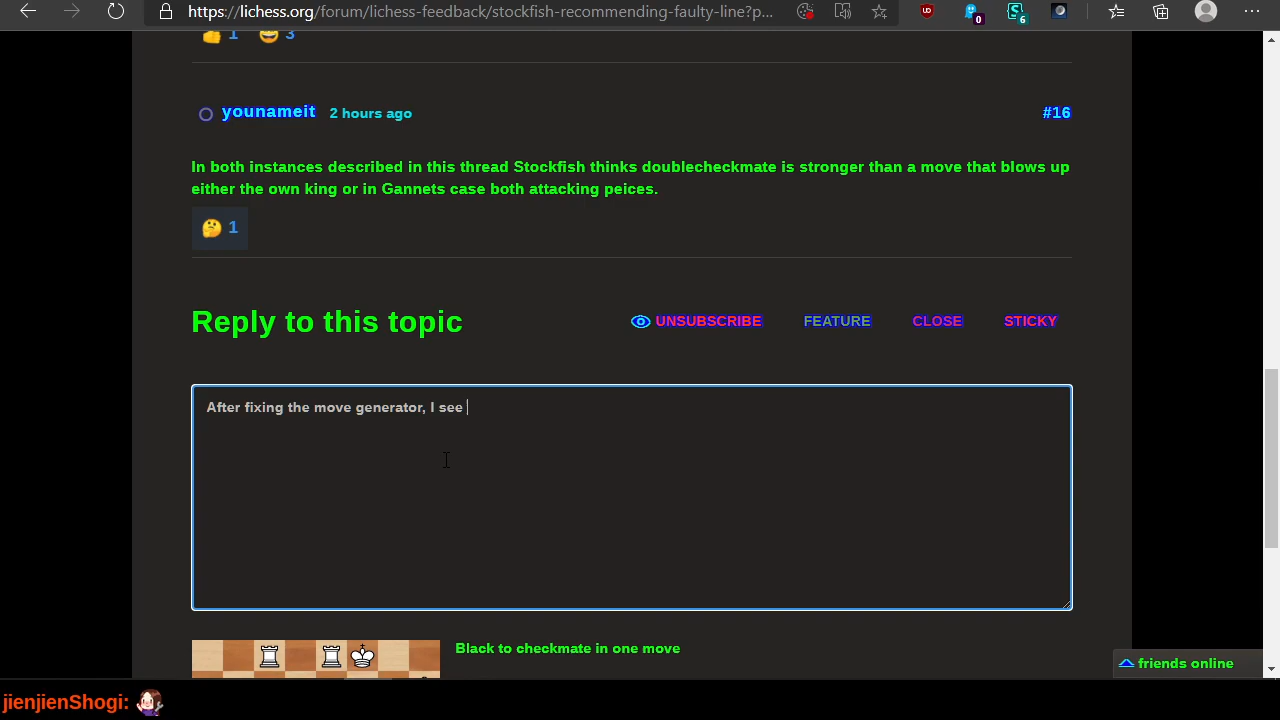 https://lichess.org/forum/lichess-feedback/stockfish-recommending-faulty-line?p...
0
6
1
3
younameit 2 hours ago #16
In both instances described in this thread Stockfish thinks doublecheckmate is stronger than a move that blows up
either the own king or in Gannets case both attacking peices.
1
Reply to this topic
UNSUBSCRIBE FEATURE CLOSE STICKY
After fixing the move generator, I see
Black to checkmate in one move
friends online
jienjienShogi: